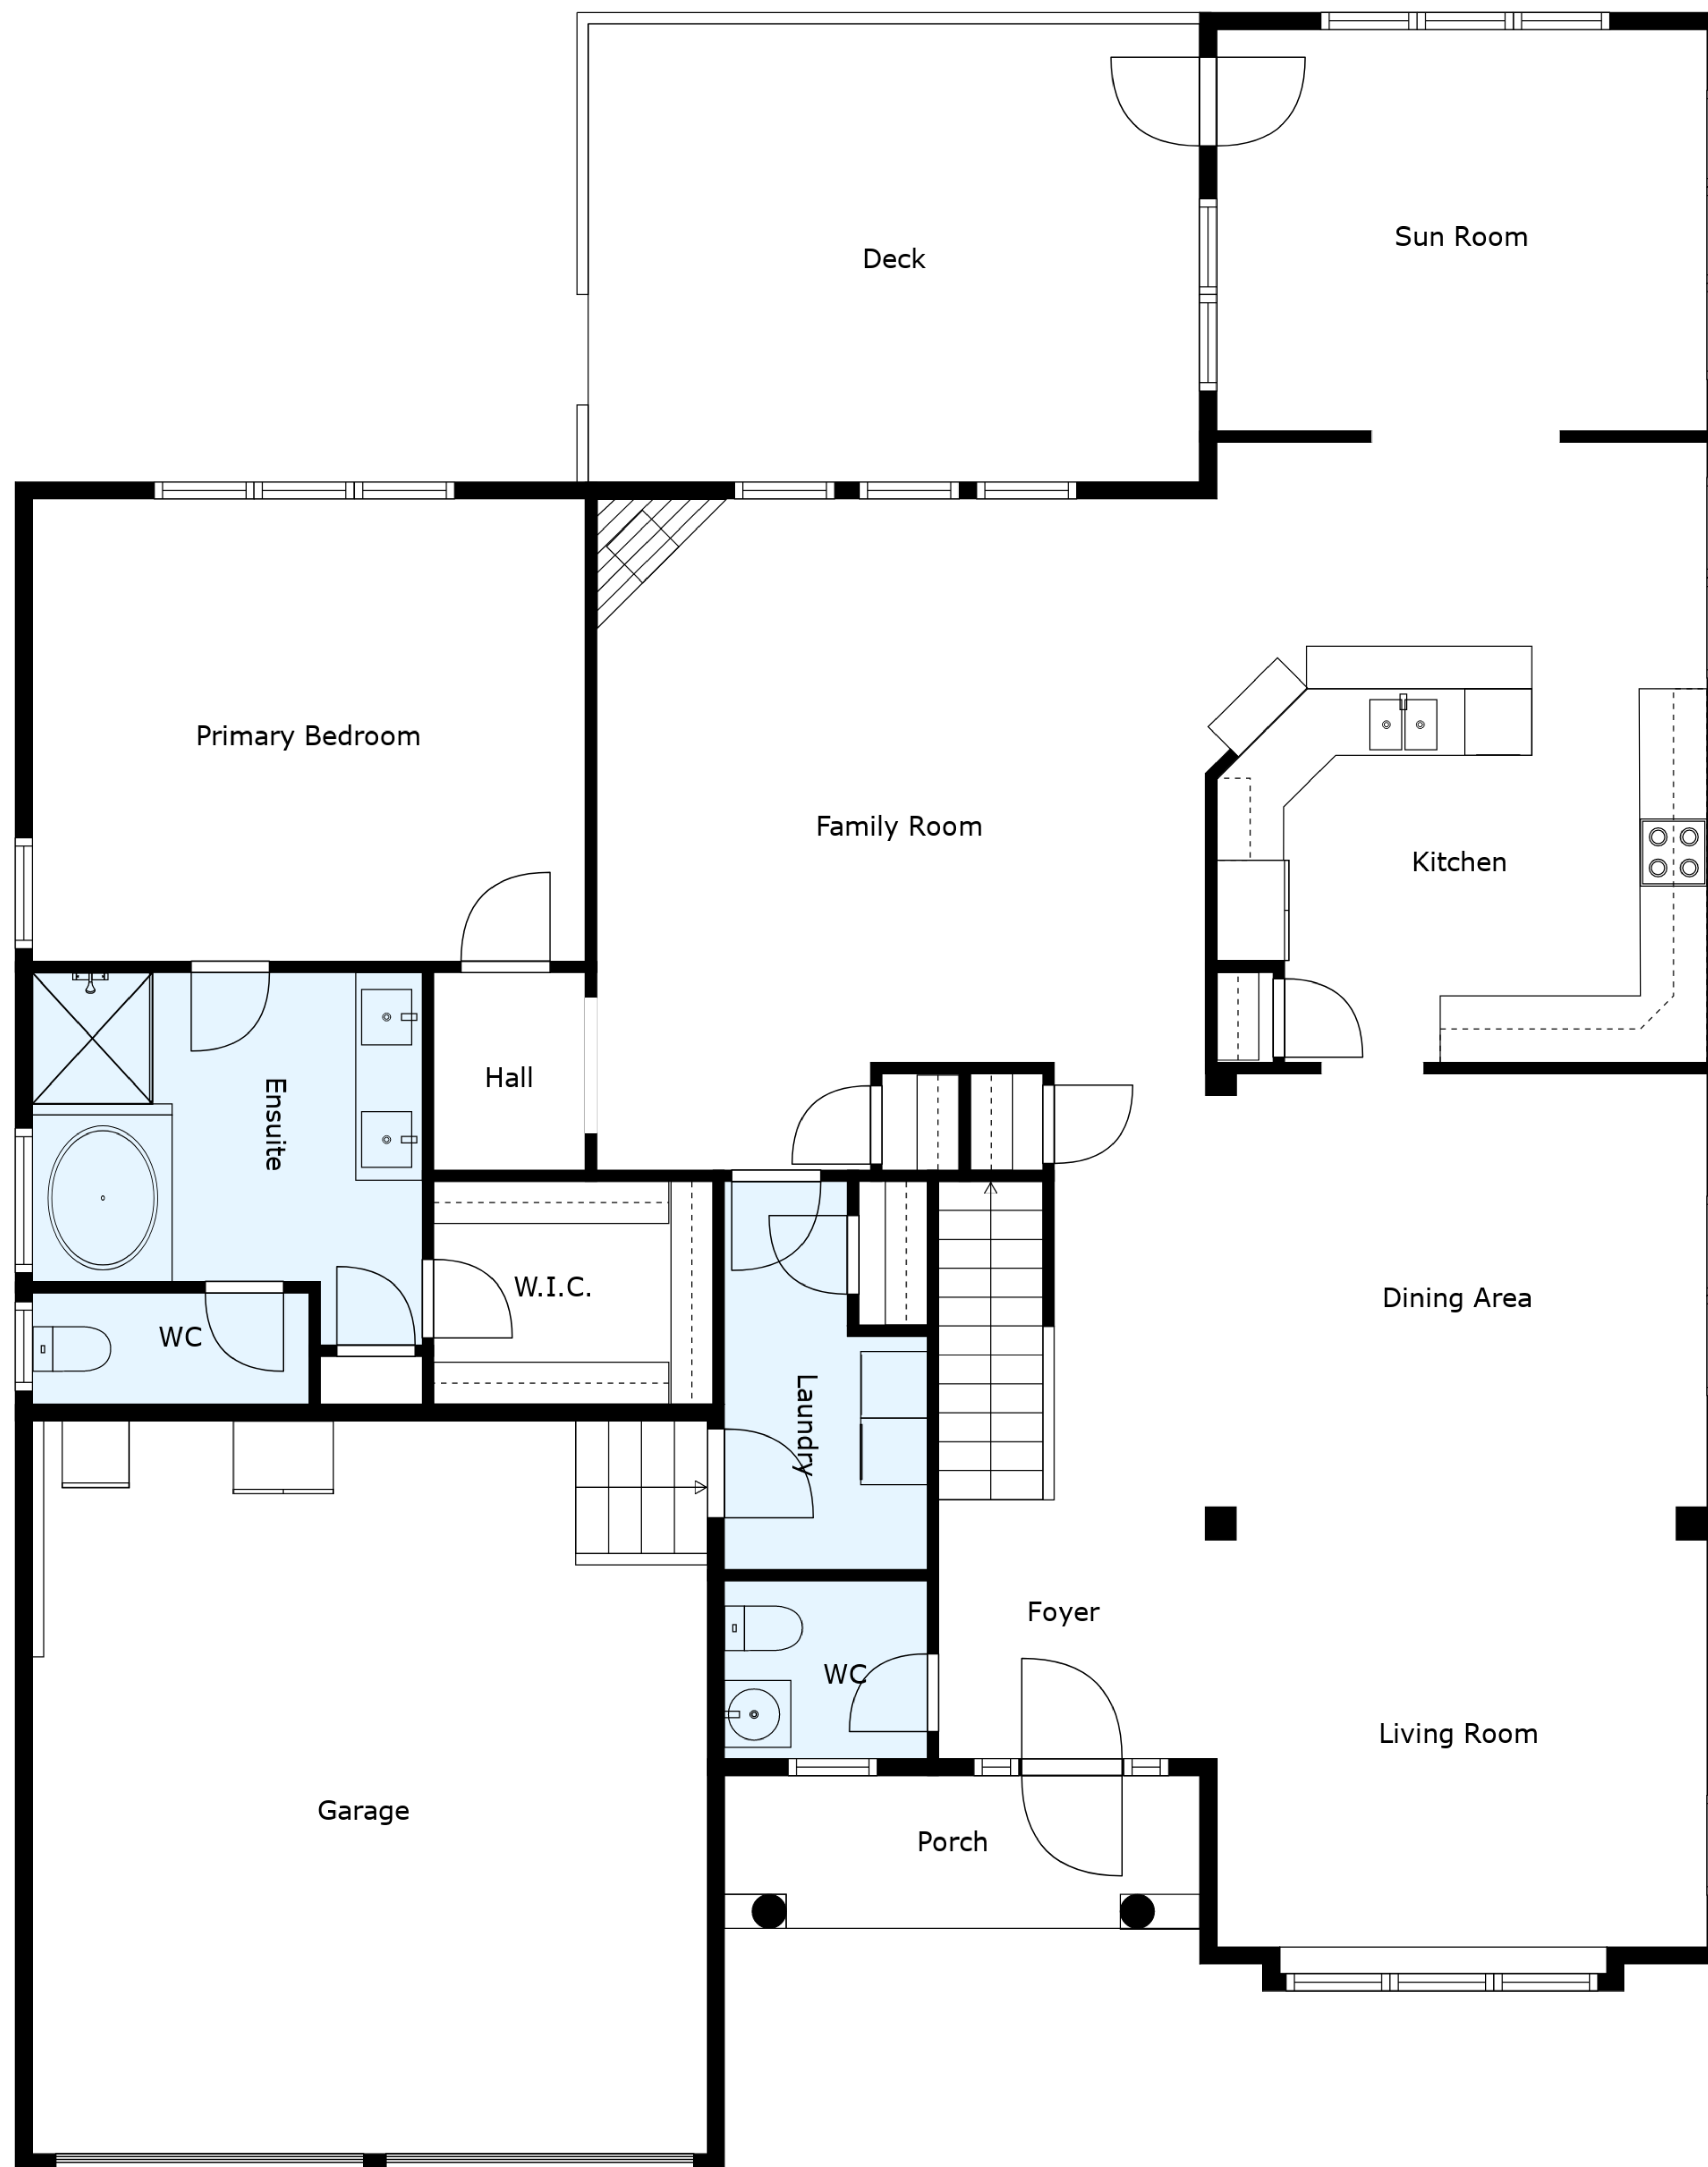 Sun Room
Deck
Primary Bedroom
Family Room
Kitchen
Hall
Ensuite
W.I.C.
Dining Area
WC
Laundry
Foyer
WC
Living Room
Garage
Porch